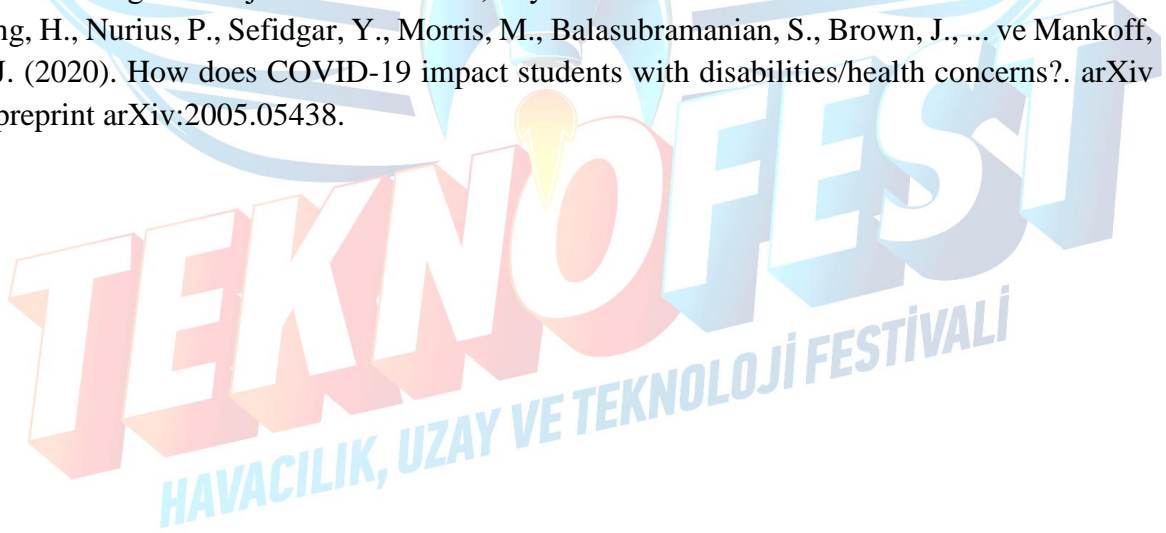 ng, H., Nurius, P., Sefidgar, Y., Morris, M., Balasubramanian, S., Brown, J., ... ve Mankoff,
J. (2020). How does COVID-19 impact students with disabilities/health concerns?. arXiv
preprint arXiv:2005.05438.
TEKNOFEST
HAVACILIK, UZAY VE TEKNOLOJİ FESTİVALİ